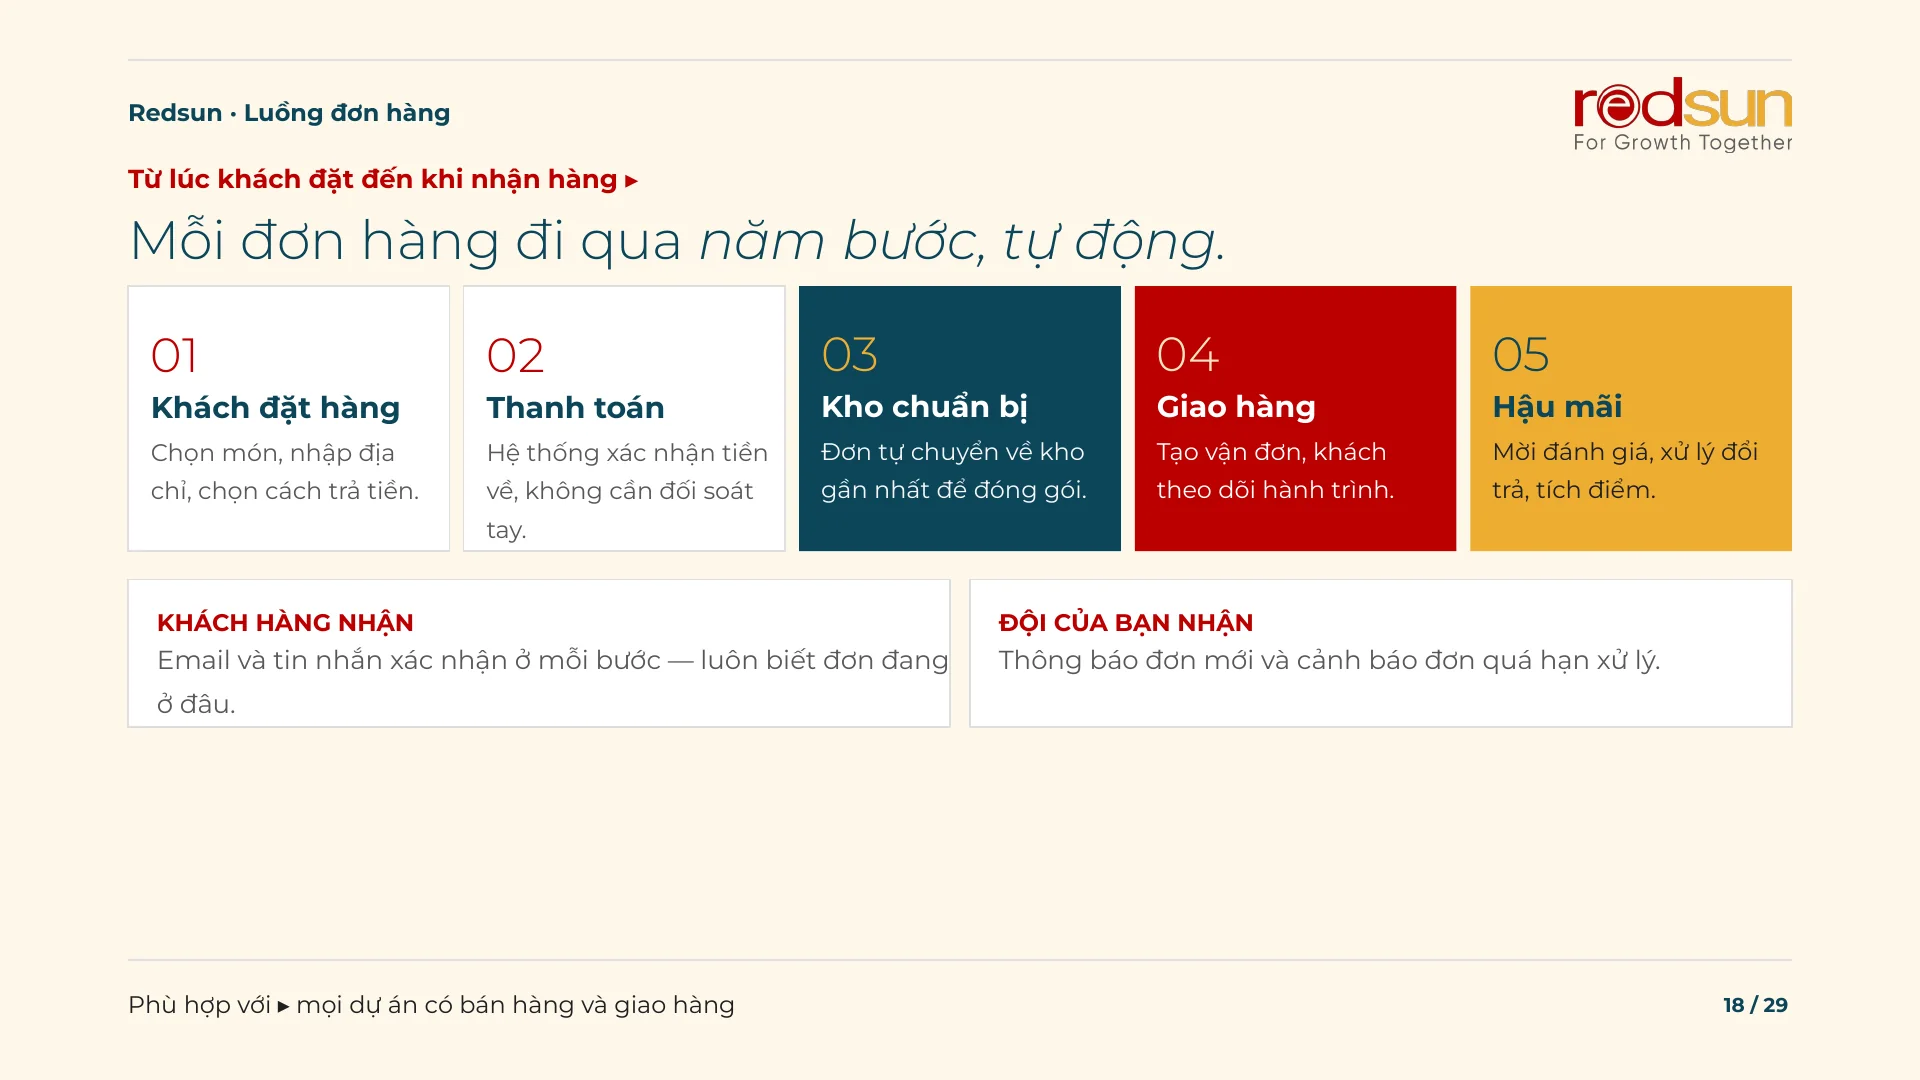 Redsun · Luồng đơn hàng
redsun
For Growth Together
Từ lúc khách đặt đến khi nhận hàng ▸
Mỗi đơn hàng đi qua năm bước, tự động.
01
Khách đặt hàng
Chọn món, nhập địa
chỉ, chọn cách trả tiền.
02
Thanh toán
Hệ thống xác nhận tiền
về, không cần đối soát
tay.
03
Kho chuẩn bị
Đơn tự chuyển về kho
gần nhất để đóng gói.
04
Giao hàng
Tạo vận đơn, khách
theo dõi hành trình.
05
Hậu mãi
Mời đánh giá, xử lý đổi
trả, tích điểm.
KHÁCH HÀNG NHẬN
Email và tin nhắn xác nhận ở mỗi bước — luôn biết đơn đang
ở đâu.
ĐỘI CỦA BẠN NHẬN
Thông báo đơn mới và cảnh báo đơn quá hạn xử lý.
Phù hợp với ▸ mọi dự án có bán hàng và giao hàng
18 / 29